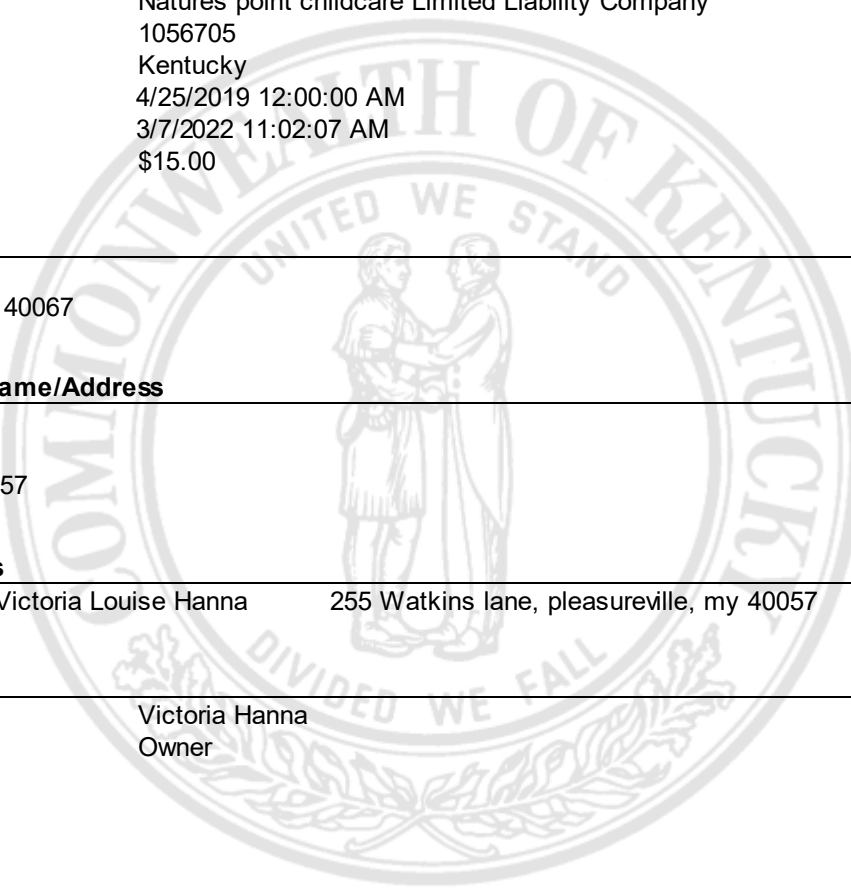 Natures point childcare Limited Liability Company
1056705
Kentucky
4/25/2019 12:00:00 AM
3/7/2022 11:02:07 AM
$15.00
40067
ame/Address
57
s
Victoria Louise Hanna 255 Watkins lane, pleasureville, my 40057
Victoria Hanna
Owner
COMMONWEALTH OF KENTUCKY
UNITED WE STAND
DIVIDED WE FALL